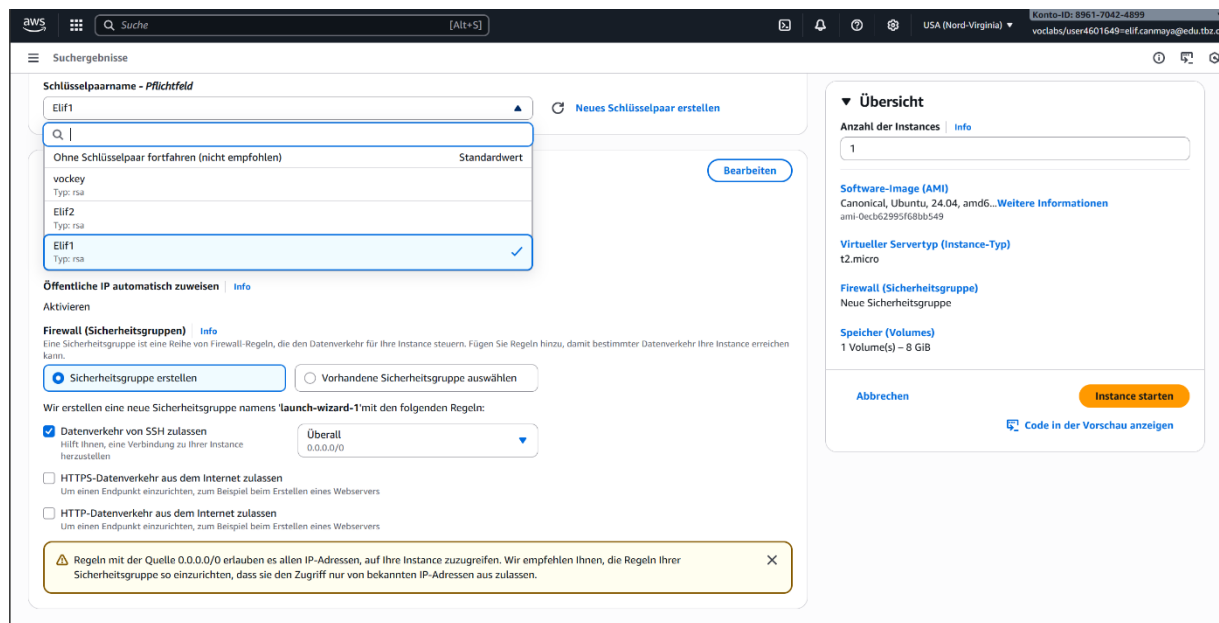 aws
Suche [Alt+S]
USA (Nord-Virginia)
Konto-ID: 8961-7042-4899
voclabs/user4601649=elif.canmaya@edu.tbz.c
Suchergebnisse
Schlüsselpaarname – Pflichtfeld
Elif1
Neues Schlüsselpaar erstellen
Ohne Schlüsselpaar fortfahren (nicht empfohlen) Standardwert
vockey
Typ: rsa
Elif2
Typ: rsa
Elif1
Typ: rsa
Bearbeiten
Öffentliche IP automatisch zuweisen Info
Aktivieren
Firewall (Sicherheitsgruppen) Info
Eine Sicherheitsgruppe ist eine Reihe von Firewall-Regeln, die den Datenverkehr für Ihre Instance steuern. Fügen Sie Regeln hinzu, damit bestimmter Datenverkehr Ihre Instance erreichen
kann.
Sicherheitsgruppe erstellen
Vorhandene Sicherheitsgruppe auswählen
Wir erstellen eine neue Sicherheitsgruppe namens 'launch-wizard-1'mit den folgenden Regeln:
Datenverkehr von SSH zulassen
Hilft Ihnen, eine Verbindung zu Ihrer Instance
herzustellen
Überall
0.0.0.0/0
HTTPS-Datenverkehr aus dem Internet zulassen
Um einen Endpunkt einzurichten, zum Beispiel beim Erstellen eines Webservers
HTTP-Datenverkehr aus dem Internet zulassen
Um einen Endpunkt einzurichten, zum Beispiel beim Erstellen eines Webservers
Regeln mit der Quelle 0.0.0.0/0 erlauben es allen IP-Adressen, auf Ihre Instance zuzugreifen. Wir empfehlen Ihnen, die Regeln Ihrer
Sicherheitsgruppe so einzurichten, dass sie den Zugriff nur von bekannten IP-Adressen aus zulassen.
Übersicht
Anzahl der Instances Info
1
Software-Image (AMI)
Canonical, Ubuntu, 24.04, amd6...Weitere Informationen
ami-0ecb62995f68bb549
Virtueller Servertyp (Instance-Typ)
t2.micro
Firewall (Sicherheitsgruppe)
Neue Sicherheitsgruppe
Speicher (Volumes)
1 Volume(s) – 8 GiB
Abbrechen
Instance starten
Code in der Vorschau anzeigen